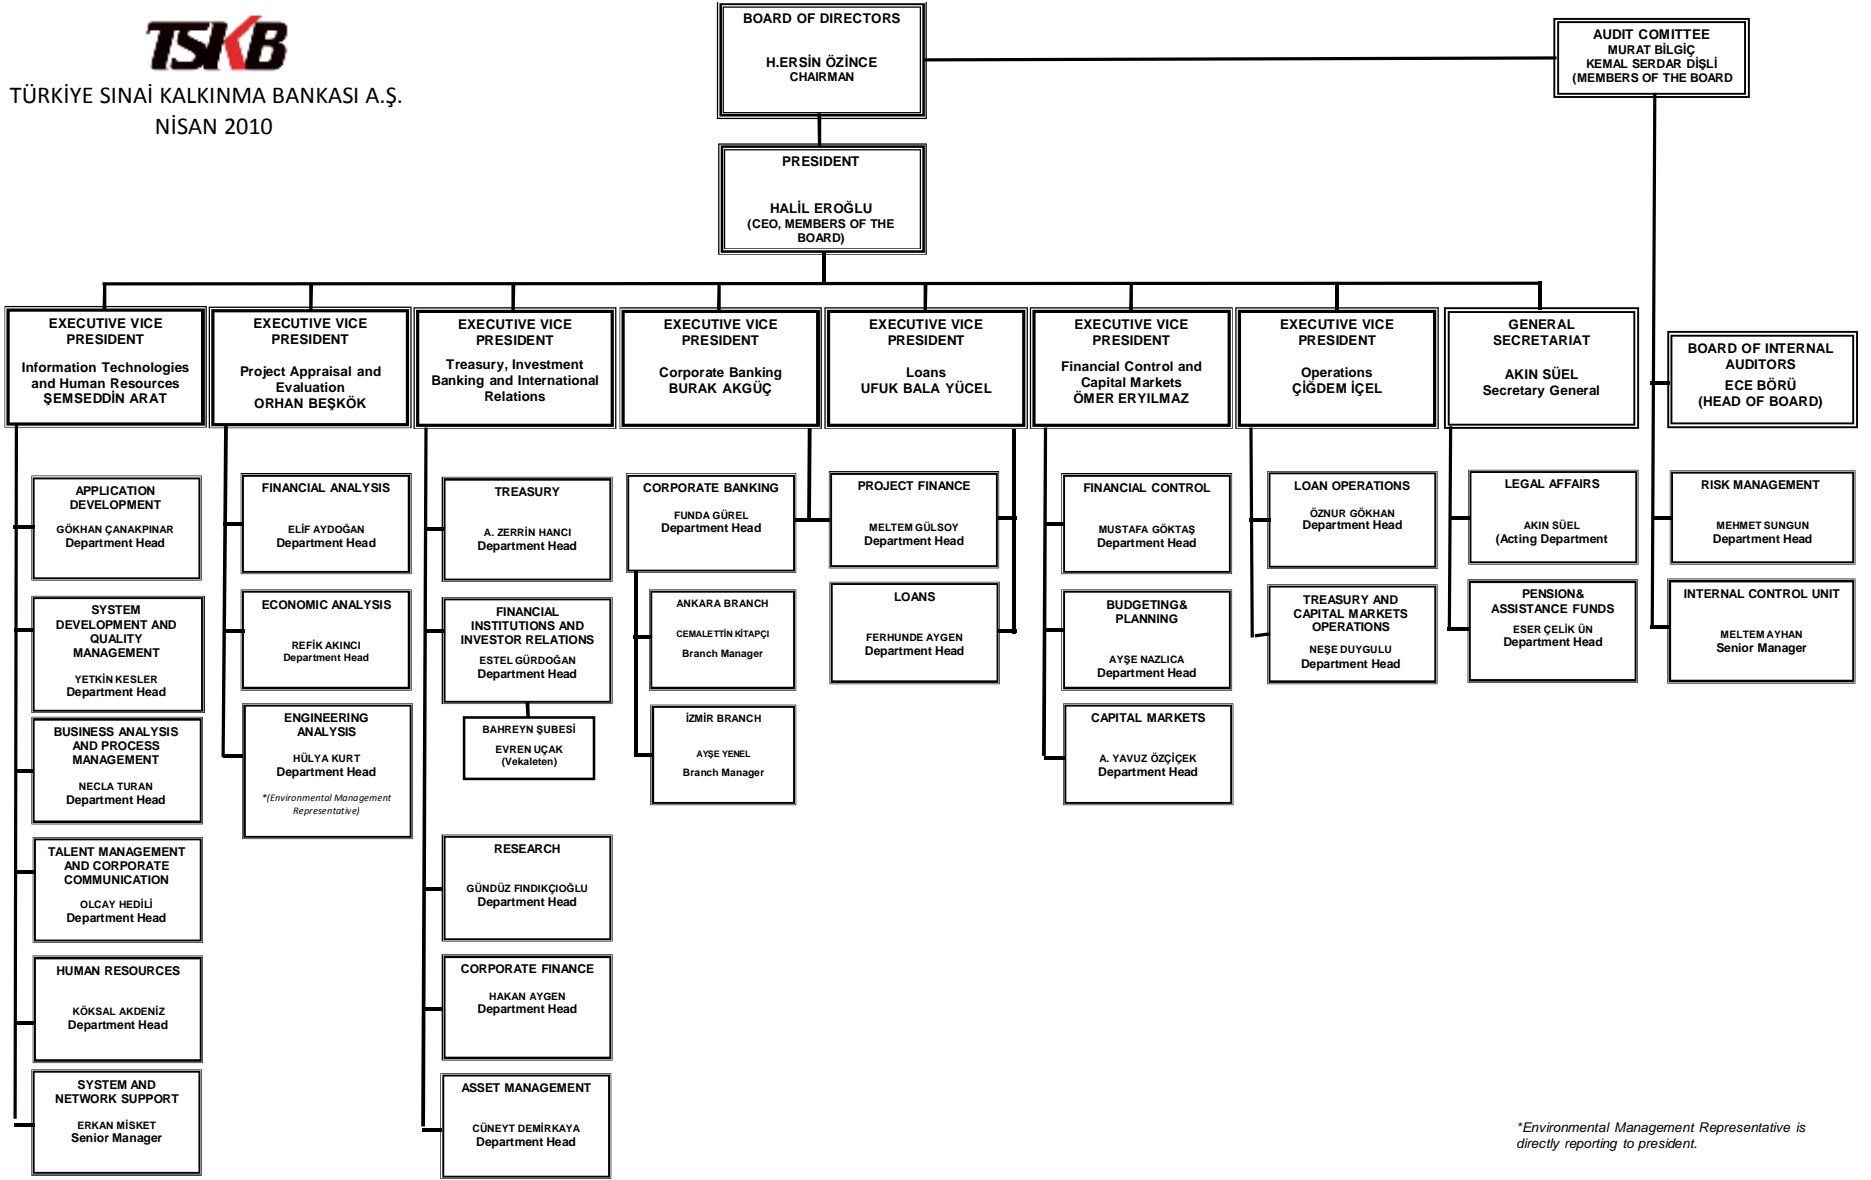 TSKB
TÜRKİYE SINAİ KALKINMA BANKASI A.Ş.
NİSAN 2010
BOARD OF DIRECTORS
H.ERSİN ÖZİNCE
CHAIRMAN
AUDIT COMITTEE
MURAT BİLGİÇ
KEMAL SERDAR DİŞLİ
(MEMBERS OF THE BOARD
PRESIDENT
HALİL EROĞLU
(CEO, MEMBERS OF THE
BOARD)
EXECUTIVE VICE
PRESIDENT
Information Technologies
and Human Resources
ŞEMSEDDİN ARAT
EXECUTIVE VICE
PRESIDENT
Project Appraisal and
Evaluation
ORHAN BEŞKÖK
EXECUTIVE VICE
PRESIDENT
Treasury, Investment
Banking and International
Relations
EXECUTIVE VICE
PRESIDENT
Corporate Banking
BURAK AKGÜÇ
EXECUTIVE VICE
PRESIDENT
Loans
UFUK BALA YÜCEL
EXECUTIVE VICE
PRESIDENT
Financial Control and
Capital Markets
ÖMER ERYILMAZ
EXECUTIVE VICE
PRESIDENT
Operations
ÇİĞDEM İÇEL
GENERAL
SECRETARIAT
AKIN SÜEL
Secretary General
BOARD OF INTERNAL
AUDITORS
ECE BÖRÜ
(HEAD OF BOARD)
APPLICATION
DEVELOPMENT
GÖKHAN ÇANAKPINAR
Department Head
SYSTEM
DEVELOPMENT AND
QUALITY
MANAGEMENT
YETKİN KESLER
Department Head
BUSINESS ANALYSIS
AND PROCESS
MANAGEMENT
NECLA TURAN
Department Head
TALENT MANAGEMENT
AND CORPORATE
COMMUNICATION
OLCAY HEDİLİ
Department Head
HUMAN RESOURCES
KÖKSAL AKDENİZ
Department Head
SYSTEM AND
NETWORK SUPPORT
ERKAN MİSKET
Senior Manager
FINANCIAL ANALYSIS
ELİF AYDOĞAN
Department Head
ECONOMIC ANALYSIS
REFİK AKINCI
Department Head
ENGINEERING
ANALYSIS
HÜLYA KURT
Department Head
*(Environmental Management
Representative)
TREASURY
A. ZERRİN HANCI
Department Head
FINANCIAL
INSTITUTIONS AND
INVESTOR RELATIONS
ESTEL GÜRDOĞAN
Department Head
BAHREYN ŞUBESİ
EVREN UÇAK
(Vekaleten)
RESEARCH
GÜNDÜZ FINDIKÇIOĞLU
Department Head
CORPORATE FINANCE
HAKAN AYGEN
Department Head
ASSET MANAGEMENT
CÜNEYT DEMİRKAYA
Department Head
CORPORATE BANKING
FUNDA GÜREL
Department Head
ANKARA BRANCH
CEMALETTİN KİTAPÇI
Branch Manager
İZMİR BRANCH
AYŞE YENEL
Branch Manager
PROJECT FINANCE
MELTEM GÜLSOY
Department Head
LOANS
FERHUNDE AYGEN
Department Head
FINANCIAL CONTROL
MUSTAFA GÖKTAŞ
Department Head
BUDGETING&
PLANNING
AYŞE NAZLICA
Department Head
CAPITAL MARKETS
A. YAVUZ ÖZÇİÇEK
Department Head
LOAN OPERATIONS
ÖZNUR GÖKHAN
Department Head
TREASURY AND
CAPITAL MARKETS
OPERATIONS
NEŞE DUYGULU
Department Head
LEGAL AFFAIRS
AKIN SÜEL
(Acting Department
PENSION&
ASSISTANCE FUNDS
ESER ÇELİK ÜN
Department Head
RISK MANAGEMENT
MEHMET SUNGUN
Department Head
INTERNAL CONTROL UNIT
MELTEM AYHAN
Senior Manager
*Environmental Management Representative is
directly reporting to president.